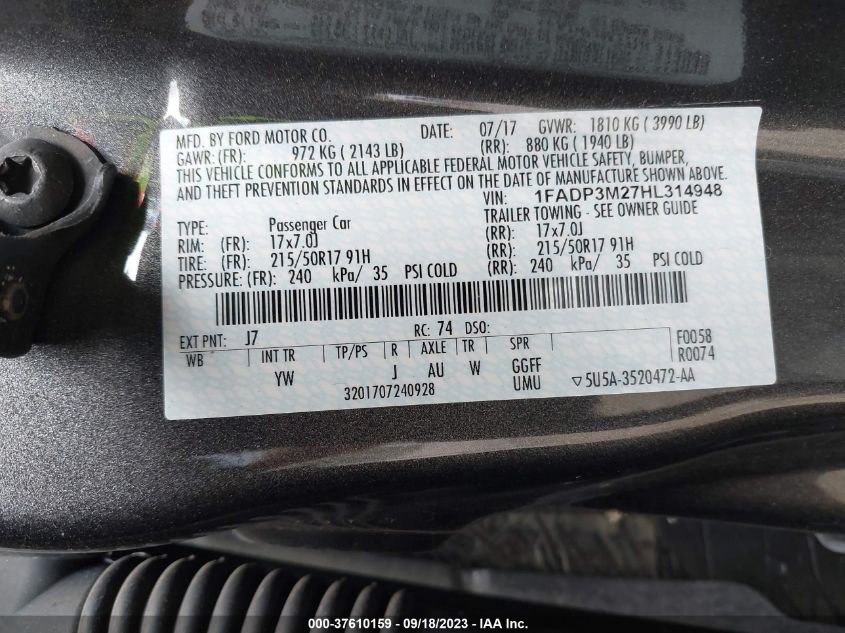 MFD. BY FORD MOTOR CO. DATE: 07/17 GVWR: 1810 KG ( 3990 LB)
GAWR: (FR): 972 KG ( 2143 LB) (RR): 880 KG ( 1940 LB)
THIS VEHICLE CONFORMS TO ALL APPLICABLE FEDERAL MOTOR VEHICLE SAFETY, BUMPER,
AND THEFT PREVENTION STANDARDS IN EFFECT ON THE DATE OF MANUFACTURE SHOWN ABOVE.
VIN: 1FADP3M27HL314948
TYPE: Passenger Car TRAILER TOWING - SEE OWNER GUIDE
RIM: (FR): 17x7.0J (RR): 17x7.0J
TIRE: (FR): 215/50R17 91H (RR): 215/50R17 91H
PRESSURE: (FR): 240 kPa/ 35 PSI COLD (RR): 240 kPa/ 35 PSI COLD
EXT PNT: J7 RC: 74 DSO: F0058
WB INT TR TP/PS R AXLE TR SPR R0074
YW J AU W GGFF
UMU
3201707240928 ▽5U5A-3520472-AA
000-37610159 - 09/18/2023 - IAA Inc.